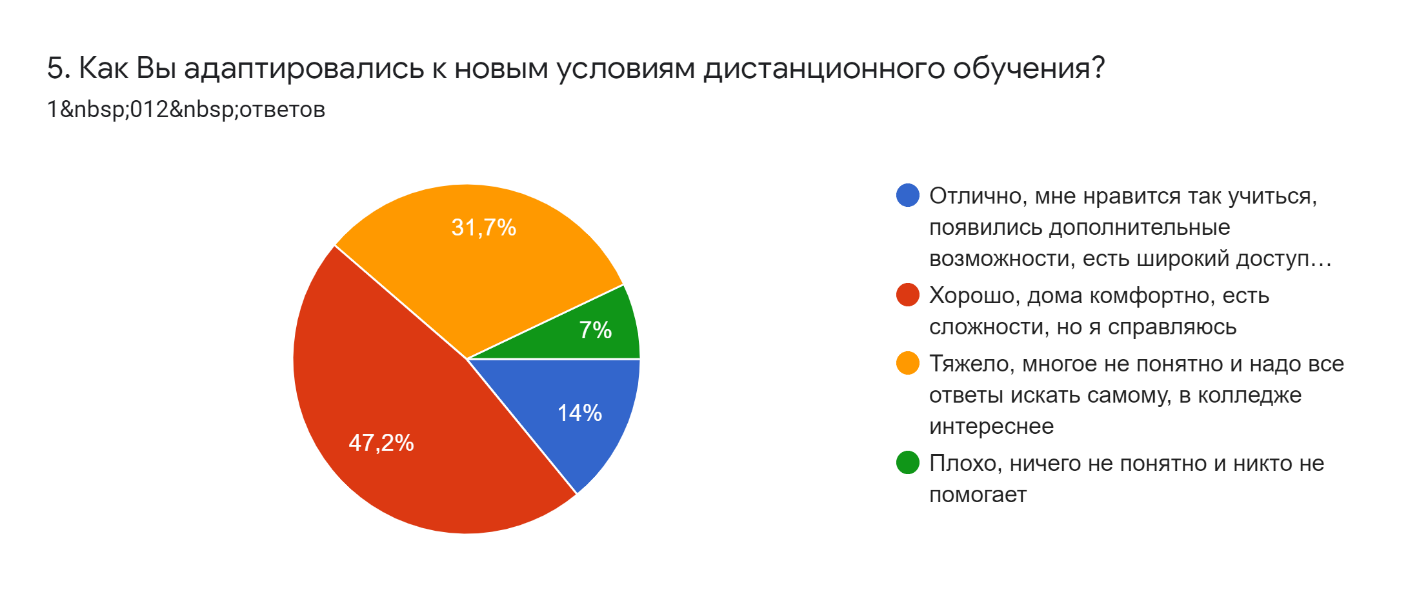 5. Как Вы адаптировались к новым условиям дистанционного обучения?
1&nbsp;012&nbsp;ответов
31,7%
7%
14%
47,2%
Отлично, мне нравится так учиться,
появились дополнительные
возможности, есть широкий доступ…
Хорошо, дома комфортно, есть
сложности, но я справляюсь
Тяжело, многое не понятно и надо все
ответы искать самому, в колледже
интереснее
Плохо, ничего не понятно и никто не
помогает